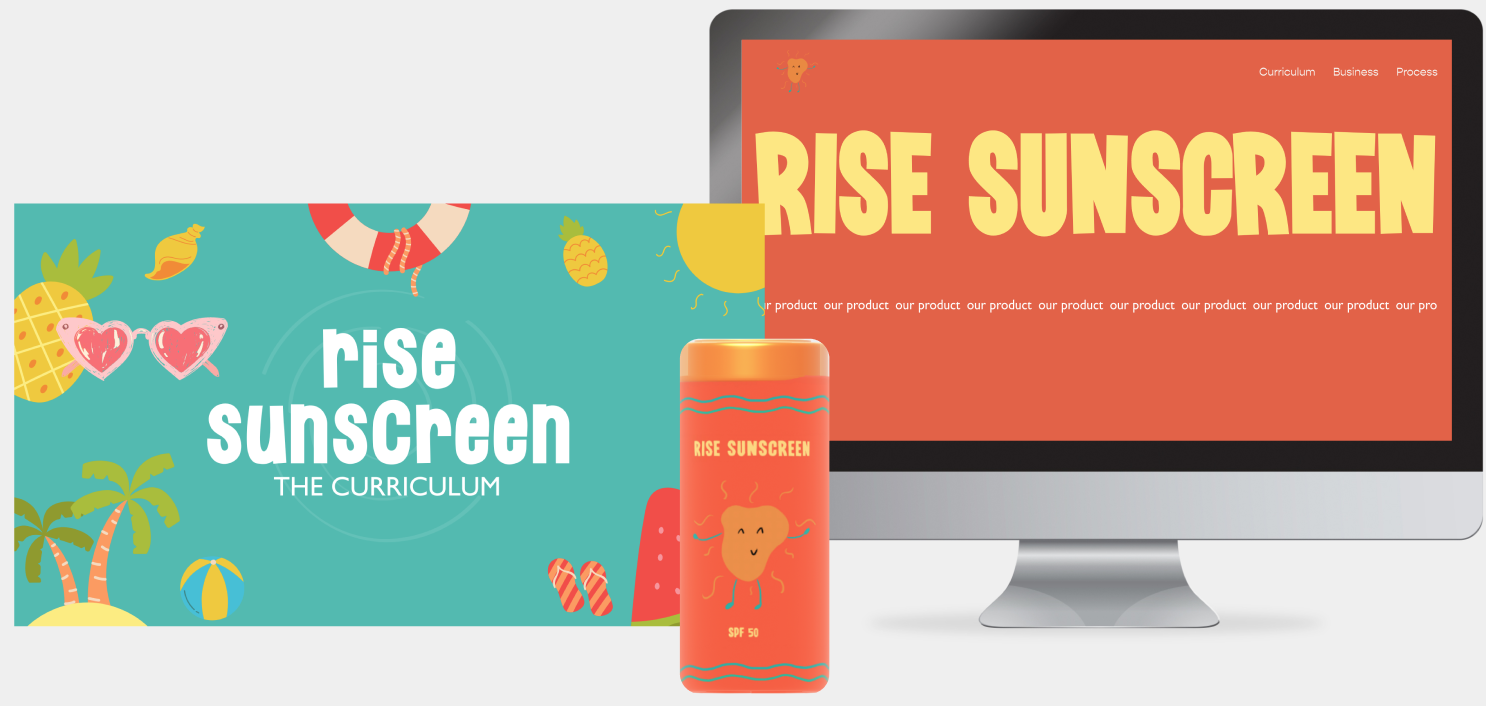 Curriculum Business Process
RISE SUNSCREEN
product our product our product our product our product our product our product our product our product our pro
rise
sunscreen
THE CURRICULUM
RISE SUNSCREEN
SPF 50